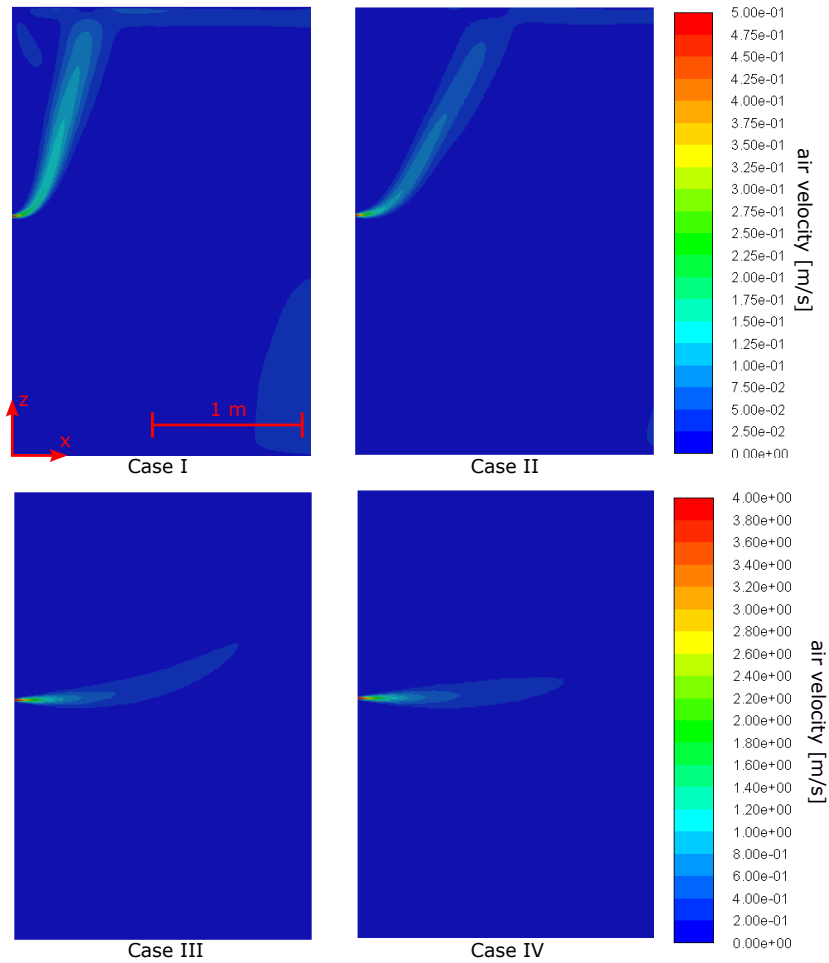 5.00e-01
4.75e-01
4.50e-01
4.25e-01
4.00e-01
3.75e-01
3.50e-01
3.25e-01
3.00e-01
2.75e-01
2.50e-01
2.25e-01
2.00e-01
1.75e-01
1.50e-01
1.25e-01
1.00e-01
7.50e-02
5.00e-02
2.50e-02
0.00e+00
air velocity [m/s]
z
x
1 m
Case I
Case II
4.00e+00
3.80e+00
3.60e+00
3.40e+00
3.20e+00
3.00e+00
2.80e+00
2.60e+00
2.40e+00
2.20e+00
2.00e+00
1.80e+00
1.60e+00
1.40e+00
1.20e+00
1.00e+00
8.00e-01
6.00e-01
4.00e-01
2.00e-01
0.00e+00
air velocity [m/s]
Case III
Case IV